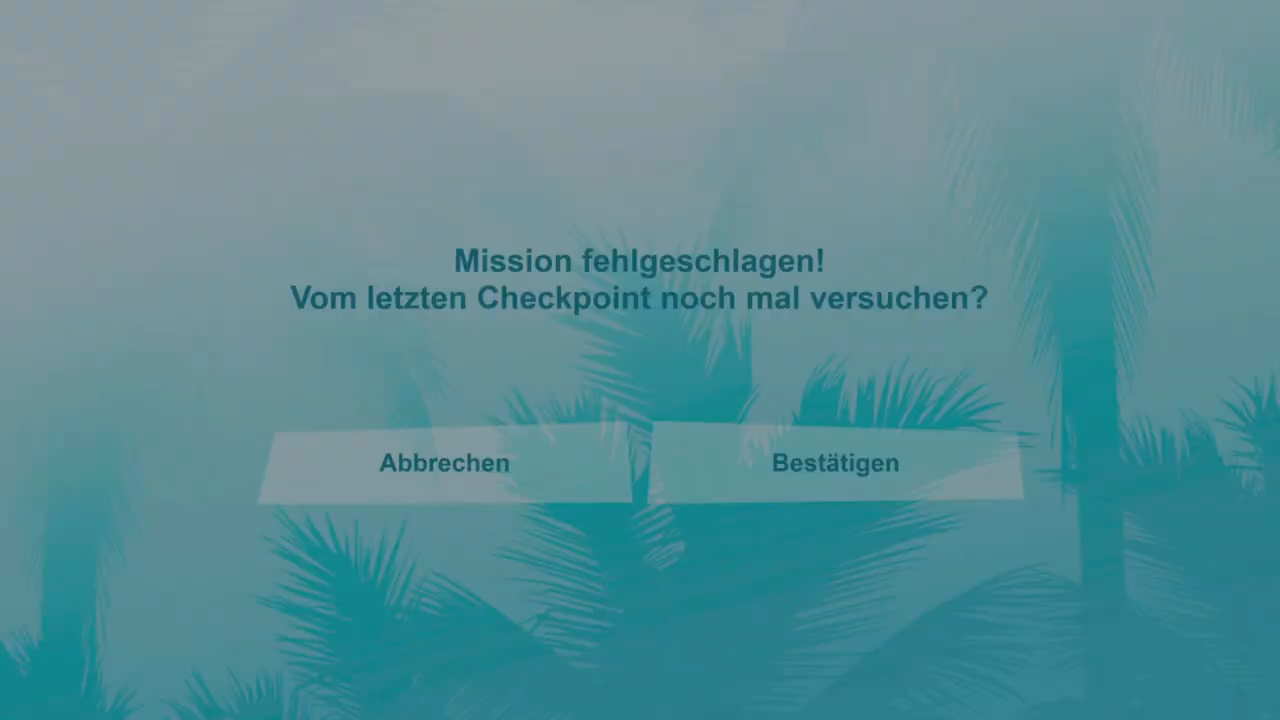 Mission fehlgeschlagen!
Vom letzten Checkpoint noch mal versuchen?
Abbrechen
Bestätigen